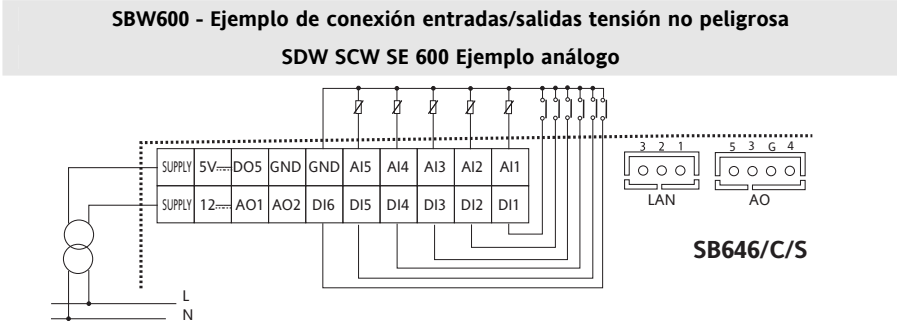 SBW600 - Ejemplo de conexión entradas/salidas tensión no peligrosa
SDW SCW SE 600 Ejemplo análogo
SUPPLY 5V DO5 GND GND AI5 AI4 AI3 AI2 AI1
SUPPLY 12 AO1 AO2 DI6 DI5 DI4 DI3 DI2 DI1
3 2 1
LAN
5 3 G 4
AO
SB646/C/S
L
N